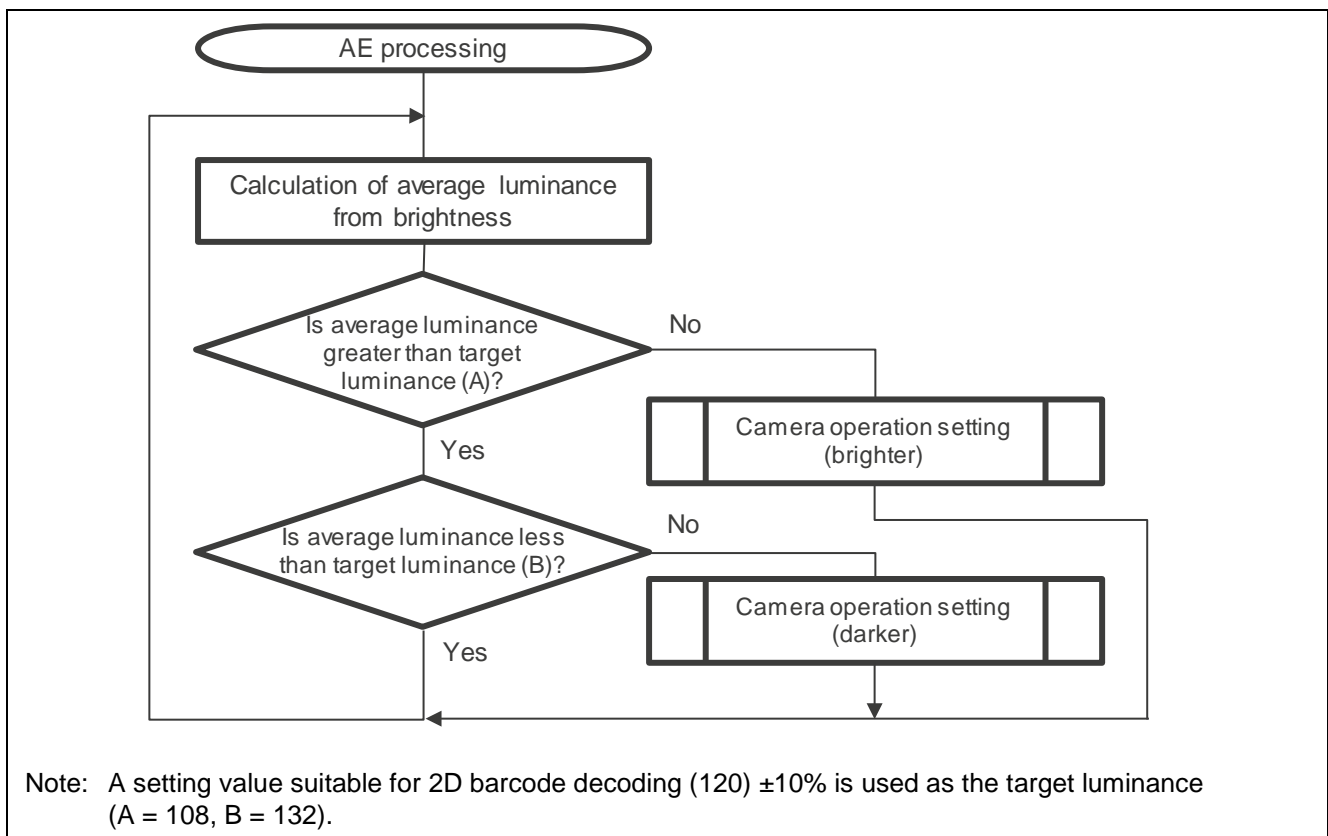 AE processing
Calculation of average luminance
from brightness
Is average luminance
greater than target
luminance (A)?
No
Camera operation setting
(brighter)
Yes
Is average luminance less
than target luminance (B)?
No
Camera operation setting
(darker)
Yes
Note: A setting value suitable for 2D barcode decoding (120) ±10% is used as the target luminance
(A = 108, B = 132).